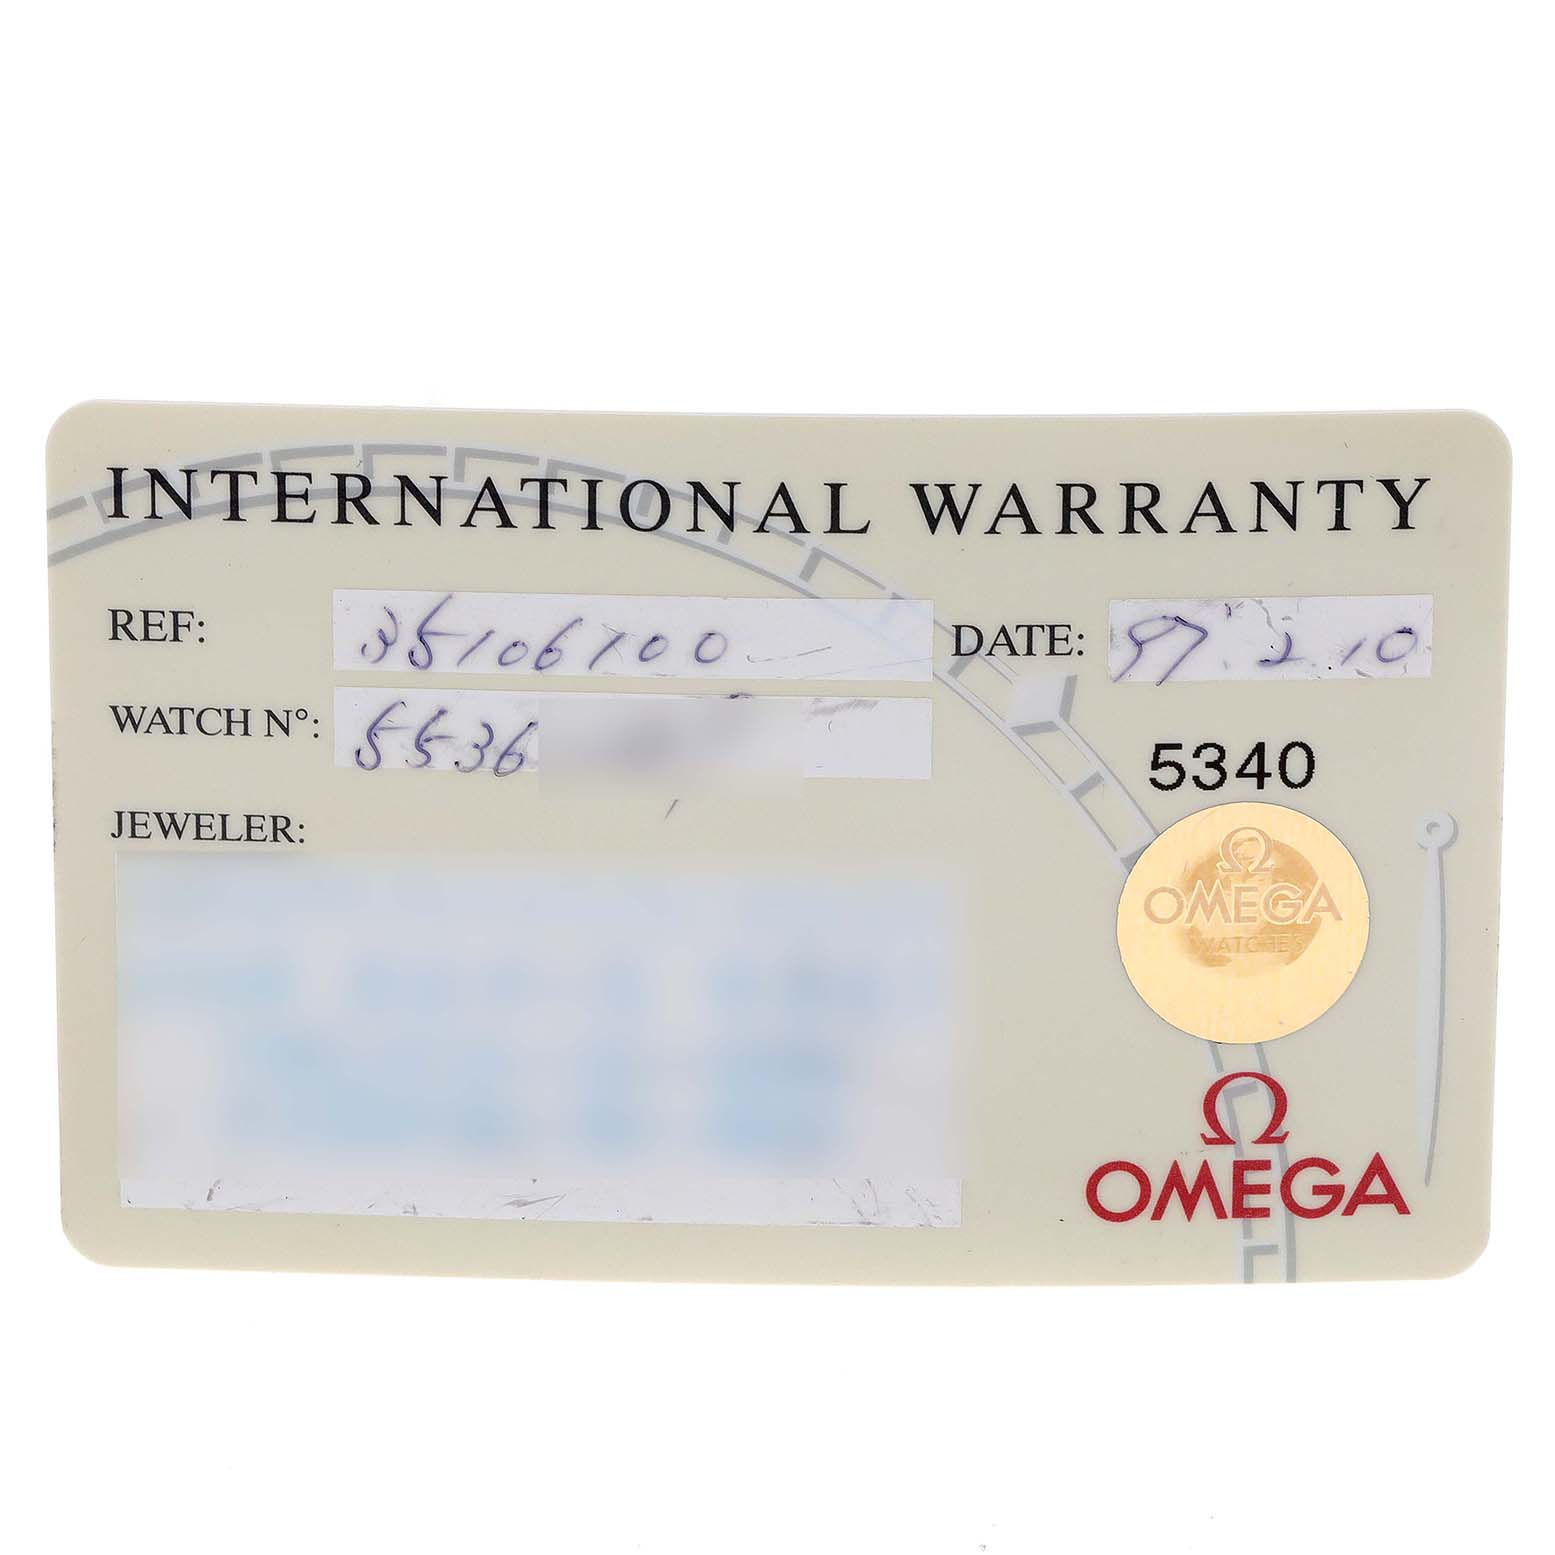 INTERNATIONAL WARRANTY
REF: 35106100 DATE: 97.2.10
WATCH N°: 5536
5340
JEWELER:
Ω
OMEGA
WATCHES
Ω
OMEGA